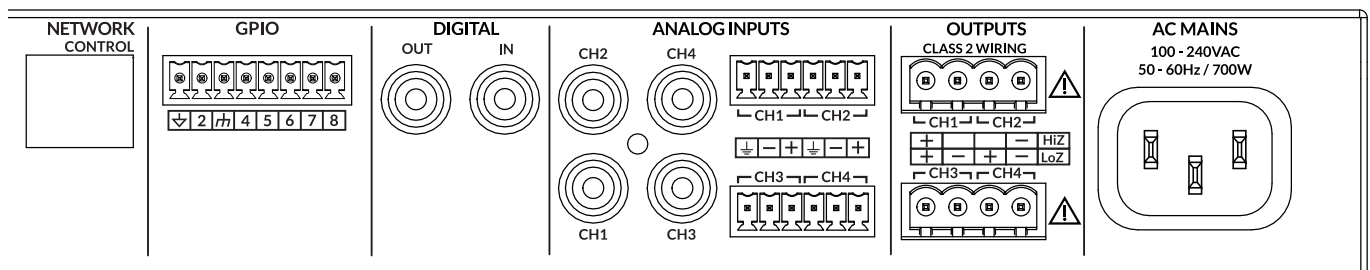 NETWORK
CONTROL
GPIO
2 4 5 6 7 8
DIGITAL
OUT IN
ANALOG INPUTS
CH2 CH4
CH1 CH2
- + - +
CH3 CH4
CH1 CH3
OUTPUTS
CLASS 2 WIRING
CH1 CH2
+ - HiZ
+ - + - LoZ
CH3 CH4
AC MAINS
100 - 240VAC
50 - 60Hz / 700W